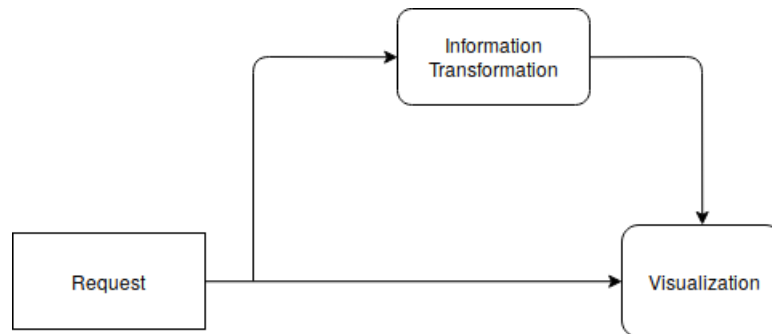 Information
Transformation
Request
Visualization